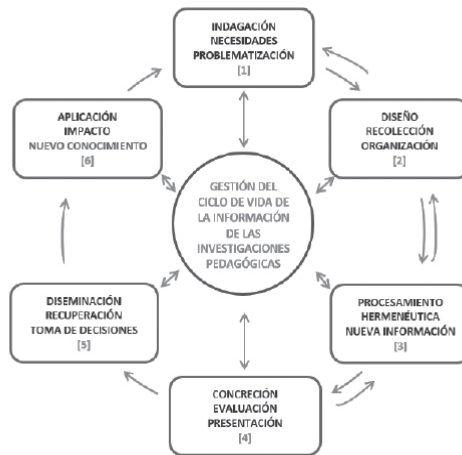 INDAGACIÓN
NECESIDADES
PROBLEMATIZACIÓN
[1]
DISEÑO
RECOLECCIÓN
ORGANIZACIÓN
[2]
PROCESAMIENTO
HERMENÉUTICA
NUEVA INFORMACIÓN
[3]
CONCRECIÓN
EVALUACIÓN
PRESENTACIÓN
[4]
DISEMINACIÓN
RECUPERACIÓN
TOMA DE DECISIONES
[5]
APLICACIÓN
IMPACTO
NUEVO CONOCIMIENTO
[6]
GESTIÓN DEL
CICLO DE VIDA DE
LA INFORMACIÓN
DE LAS
INVESTIGACIONES
PEDAGÓGICAS